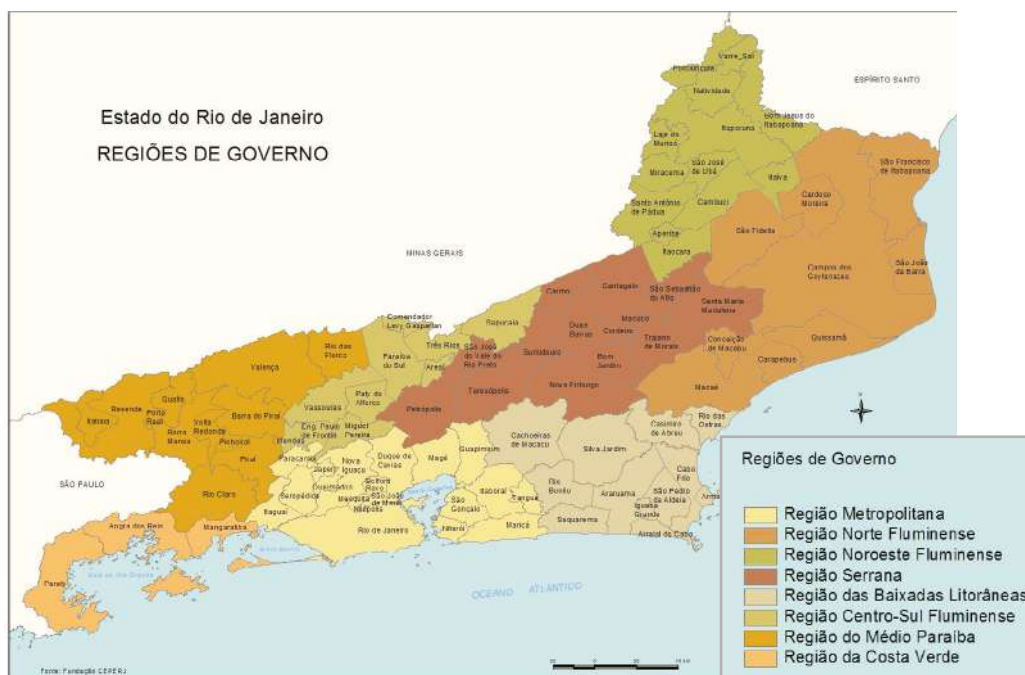 Estado do Rio de Janeiro
REGIÕES DE GOVERNO
ESPÍRITO SANTO
MINAS GERAIS
SÃO PAULO
Varre_Sai
Porciúncula
Natividade
Bom Jesus do
Itabapoana
Itaperuna
Laje do
Muriaé
São José
de Ubá
Miracema
Italva
Cambuci
Santo Antônio
de Pádua
Aperibé
Itaocara
São Francisco
de Itabapoana
Cardoso
Moreira
São Fidélis
Campos dos
Goytacazes
São João
da Barra
Quissamã
Conceição
de Macabu
Carapebus
Macaé
Carmo
Cantagalo
São Sebastião
do Alto
Santa Maria
Madalena
Macuco
Cordeiro
Duas
Barras
Trajano
de Morais
Sumidouro
Bom
Jardim
Nova Friburgo
São José
do Vale do
Rio Preto
Teresópolis
Petrópolis
Sapucaia
Comendador
Levy Gasparian
Três Rios
Paraíba
do Sul
Areal
Paty do
Alferes
Vassouras
Miguel
Pereira
Eng. Paulo
de Frontin
Mendes
Rio das
Flores
Valença
Barra do Piraí
Quatis
Resende
Itatiaia
Porto
Real
Barra
Mansa
Volta
Redonda
Pinheiral
Piraí
Rio Claro
Angra dos Reis
Mangaratiba
Paraty
Paracambi
Japeri
Nova
Iguaçu
Duque de
Caxias
Magé
Guapimirim
Seropédica
Queimados
Belford
Roxo
Mesquita
São João
de Meriti
Nilópolis
Itaguaí
Rio de Janeiro
São
Gonçalo
Niterói
Itaboraí
Tanguá
Maricá
Cachoeiras
de Macacu
Silva Jardim
Casimiro
de Abreu
Rio das
Ostras
Rio
Bonito
Araruama
Cabo
Frio
São Pedro
da Aldeia
Iguaba
Grande
Saquarema
Arraial do Cabo
OCEANO ATLÂNTICO
Fonte: Fundação CEPERJ
Regiões de Governo
Região Metropolitana
Região Norte Fluminense
Região Noroeste Fluminense
Região Serrana
Região das Baixadas Litorâneas
Região Centro-Sul Fluminense
Região do Médio Paraíba
Região da Costa Verde